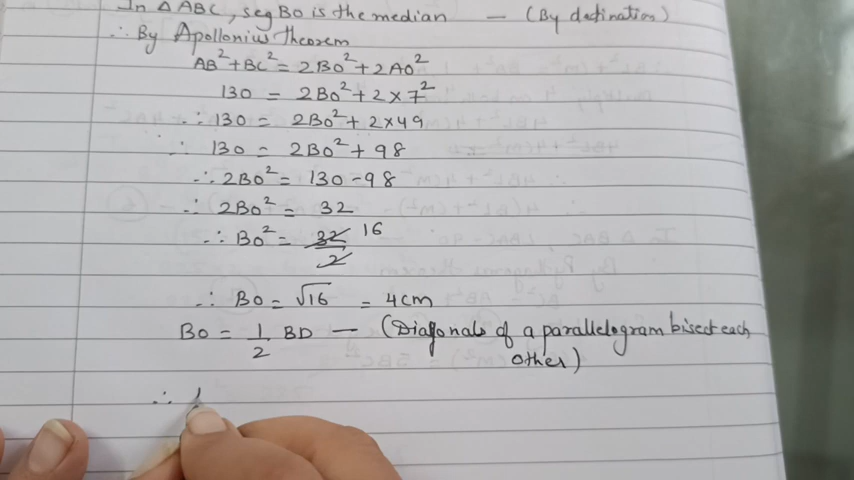 In △ABC, seg BO is the median — (By defination)
∴ By Apollonius theorem
AB² + BC² = 2BO² + 2AO²
130 = 2BO² + 2×7²
∴ 130 = 2BO² + 2×49
∴ 130 = 2BO² + 98
∴ 2BO² = 130 - 98
∴ 2BO² = 32
∴ BO² = 32/2 16
∴ BO = √16 = 4cm
BO = 1/2 BD — (Diagonals of a parallelogram bisect each
other)
∴